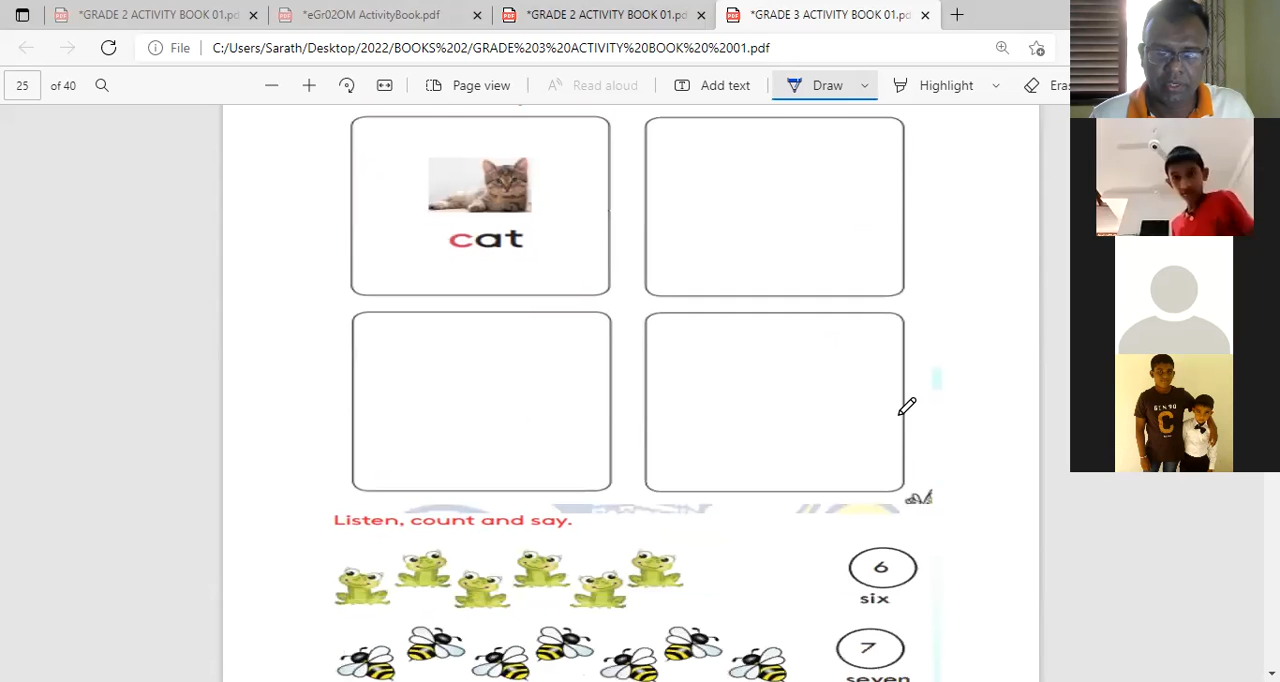 *GRADE 2 ACTIVITY BOOK 01.pd
*eGr02OM ActivityBook.pdf
*GRADE 2 ACTIVITY BOOK 01.pd
*GRADE 3 ACTIVITY BOOK 01.pd
File
C:/Users/Sarath/Desktop/2022/BOOKS%202/GRADE%203%20ACTIVITY%20BOOK%20%2001.pdf
25 of 40
Page view
Read aloud
Add text
Draw
Highlight
Era
cat
Listen, count and say.
6
six
7
seven
C